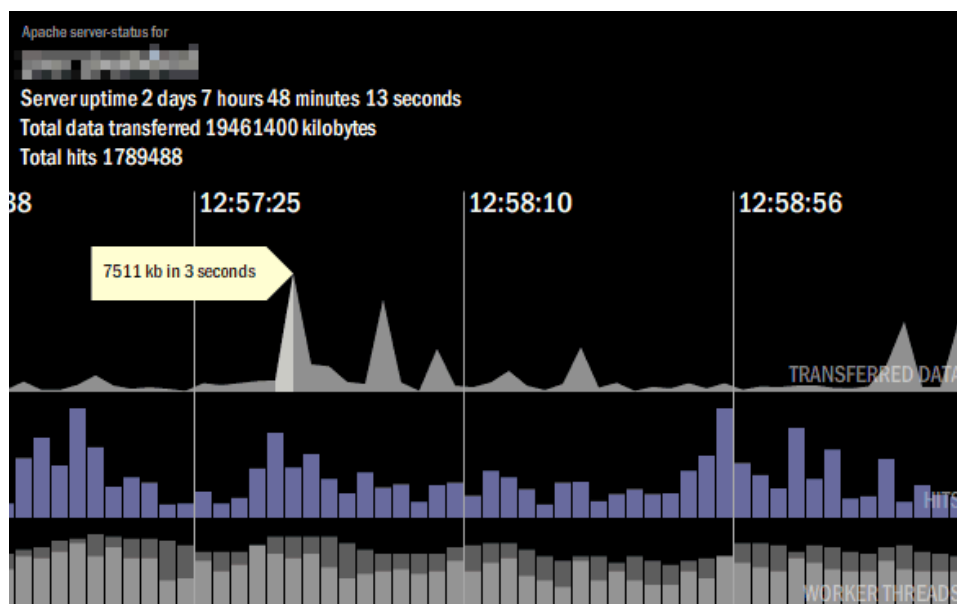 Apache server-status for
Server uptime 2 days 7 hours 48 minutes 13 seconds
Total data transferred 19461400 kilobytes
Total hits 1789488
38 12:57:25 12:58:10 12:58:56
7511 kb in 3 seconds
TRANSFERRED DATA
HITS
WORKER THREADS